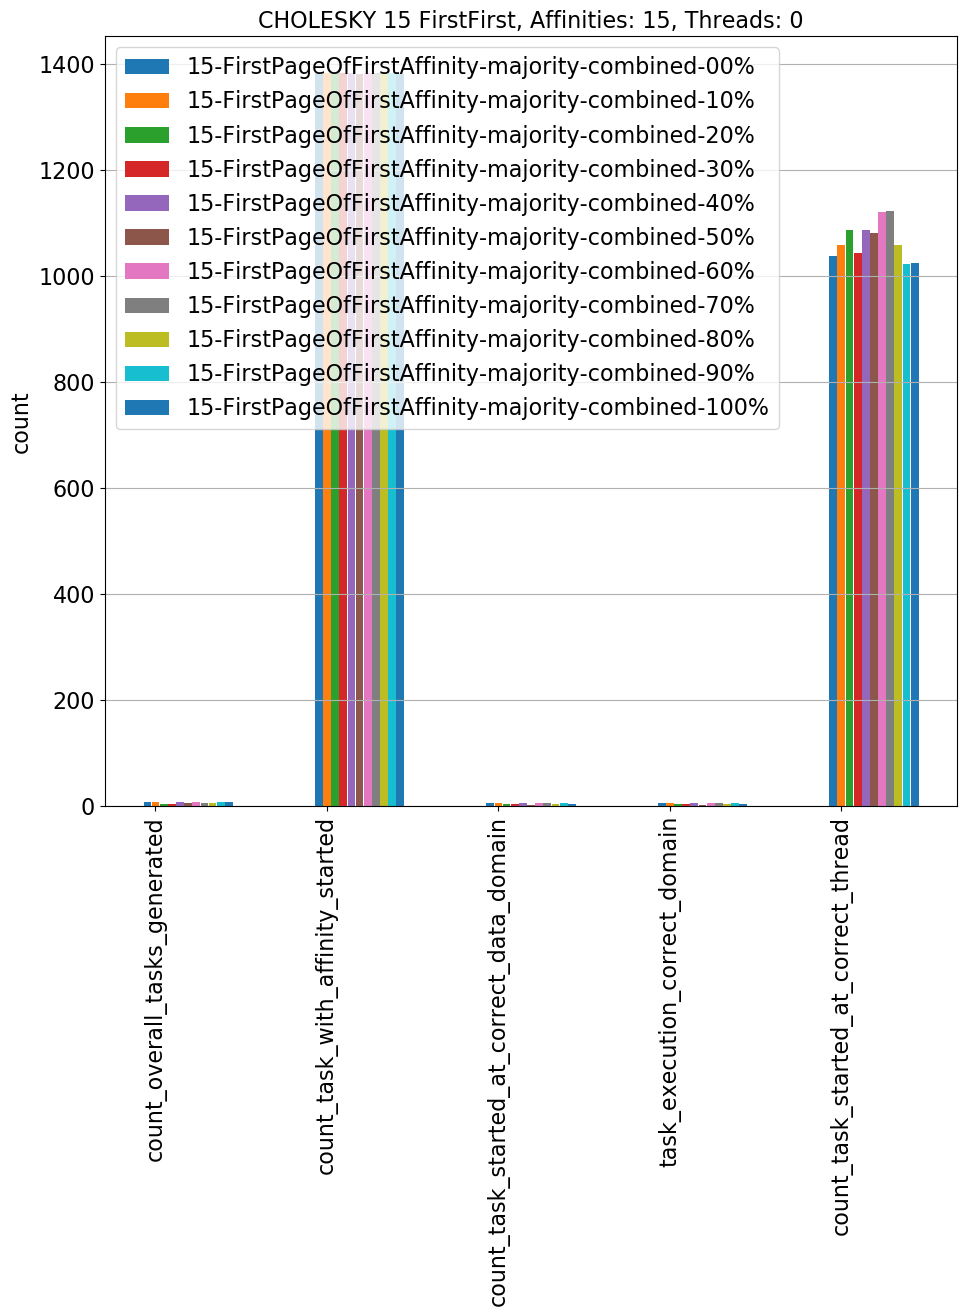 CHOLESKY 15 FirstFirst, Affinities: 15, Threads: 0
1400
1200
1000
800
600
400
200
0
count
15-FirstPageOfFirstAffinity-majority-combined-00%
15-FirstPageOfFirstAffinity-majority-combined-10%
15-FirstPageOfFirstAffinity-majority-combined-20%
15-FirstPageOfFirstAffinity-majority-combined-30%
15-FirstPageOfFirstAffinity-majority-combined-40%
15-FirstPageOfFirstAffinity-majority-combined-50%
15-FirstPageOfFirstAffinity-majority-combined-60%
15-FirstPageOfFirstAffinity-majority-combined-70%
15-FirstPageOfFirstAffinity-majority-combined-80%
15-FirstPageOfFirstAffinity-majority-combined-90%
15-FirstPageOfFirstAffinity-majority-combined-100%
count_overall_tasks_generated
count_task_with_affinity_started
count_task_started_at_correct_data_domain
task_execution_correct_domain
count_task_started_at_correct_thread